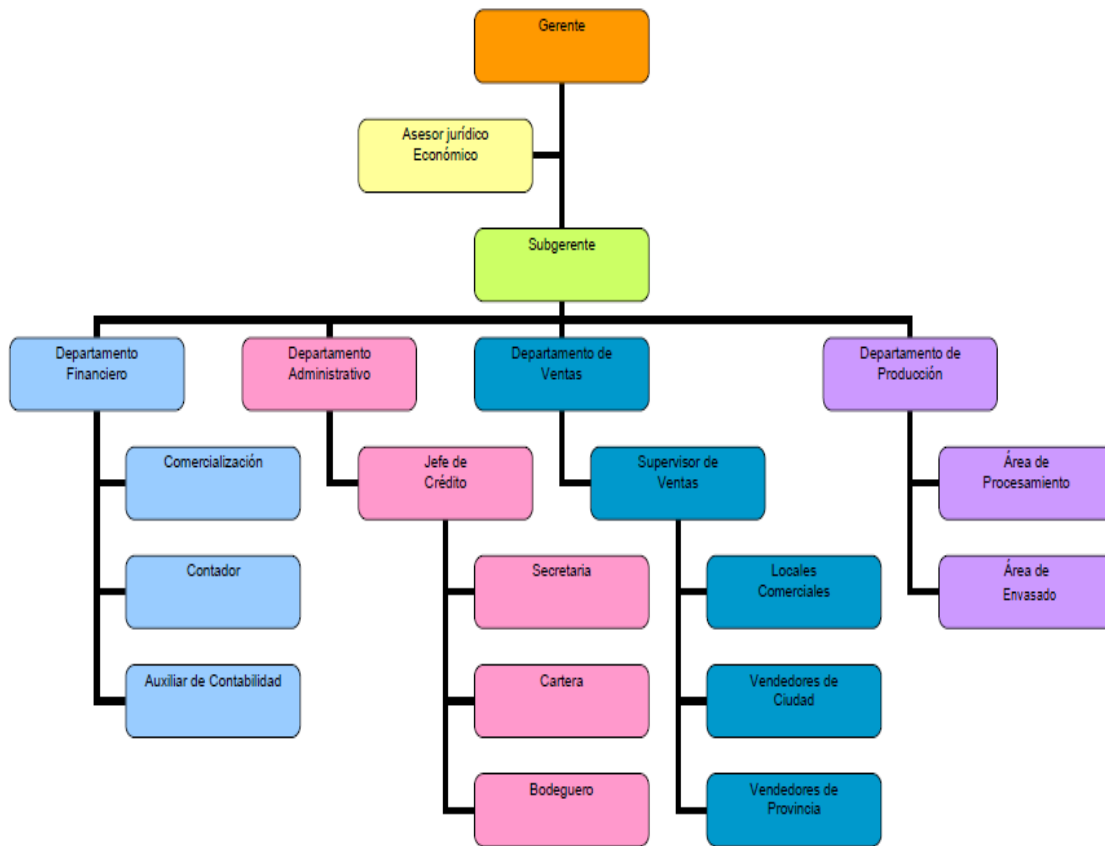 Gerente
Asesor jurídico
Económico
Subgerente
Departamento
Financiero
Departamento
Administrativo
Departamento de
Ventas
Departamento de
Producción
Comercialización
Jefe de
Crédito
Supervisor de
Ventas
Área de
Procesamiento
Contador
Secretaria
Locales
Comerciales
Área de
Envasado
Auxiliar de Contabilidad
Cartera
Vendedores de
Ciudad
Bodeguero
Vendedores de
Provincia